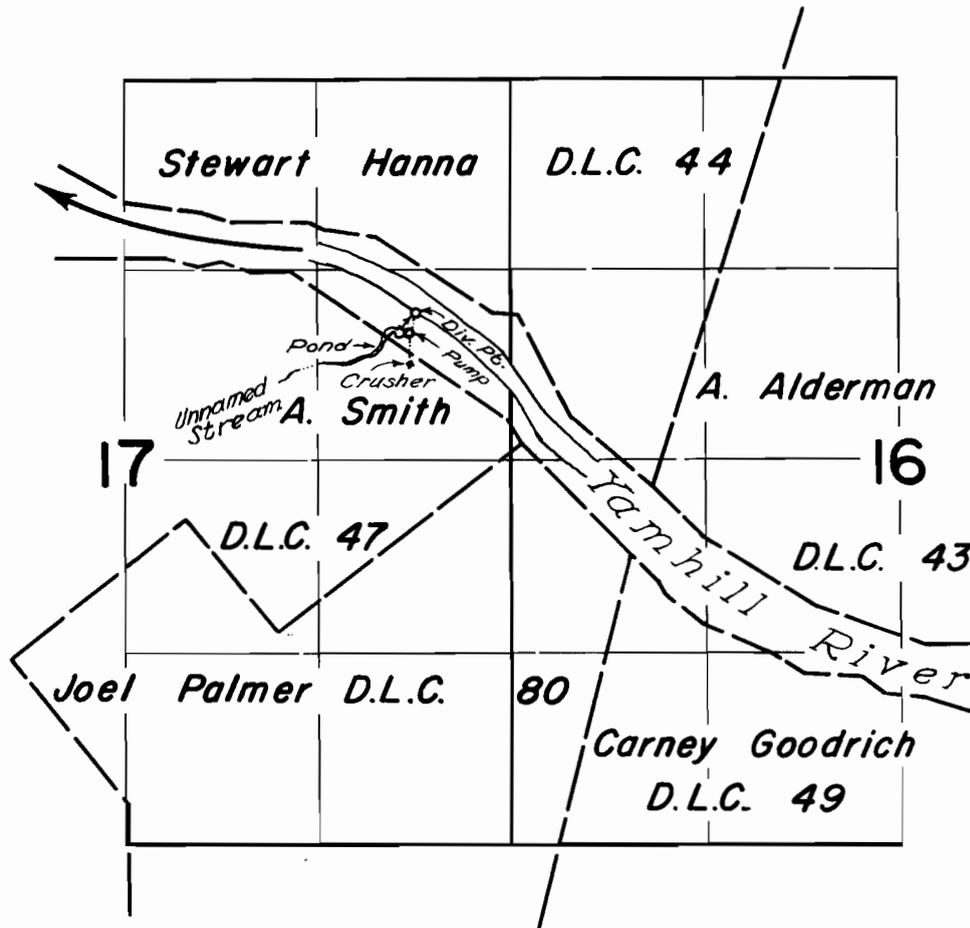 Stewart Hanna D.L.C. 44
Div. pt.
Pond
Pump
Crusher
Unnamed
Stream
A. Smith
A. Alderman
17
16
Yamhill River
D.L.C. 47
D.L.C. 43
Joel Palmer D.L.C. 80
Carney Goodrich
D.L.C. 49